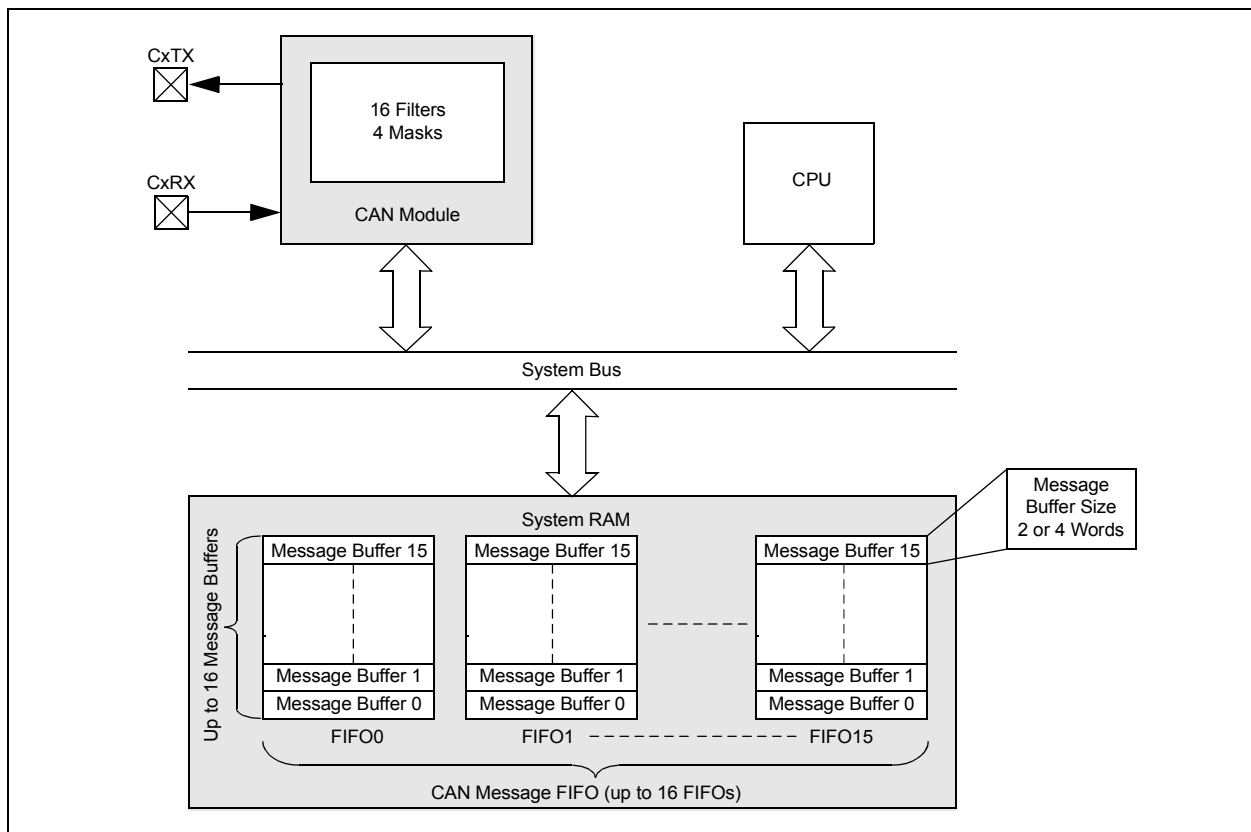 CxTX
16 Filters
4 Masks
CxRX
CAN Module
CPU
System Bus
Message
Buffer Size
2 or 4 Words
System RAM
Up to 16 Message Buffers
Message Buffer 15
Message Buffer 15
Message Buffer 15
Message Buffer 1
Message Buffer 1
Message Buffer 1
Message Buffer 0
Message Buffer 0
Message Buffer 0
FIFO0
FIFO1
FIFO15
CAN Message FIFO (up to 16 FIFOs)